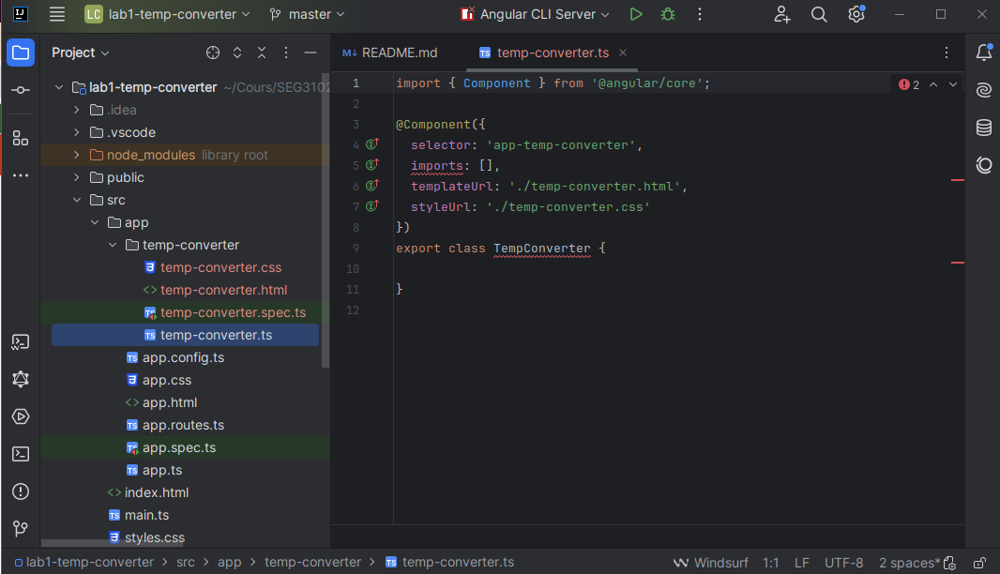 LC lab1-temp-converter master Angular CLI Server
Project
README.md
temp-converter.ts
lab1-temp-converter ~/Cours/SEG3102
.idea
.vscode
node_modules library root
public
src
app
temp-converter
temp-converter.css
temp-converter.html
temp-converter.spec.ts
temp-converter.ts
app.config.ts
app.css
app.html
app.routes.ts
app.spec.ts
app.ts
index.html
main.ts
styles.css
1 import { Component } from '@angular/core';
2
3 @Component({
4 selector: 'app-temp-converter',
5 imports: [],
6 templateUrl: './temp-converter.html',
7 styleUrl: './temp-converter.css'
8 })
9 export class TempConverter {
10
11 }
12
2
lab1-temp-converter > src > app > temp-converter > temp-converter.ts
Windsurf 1:1 LF UTF-8 2 spaces*